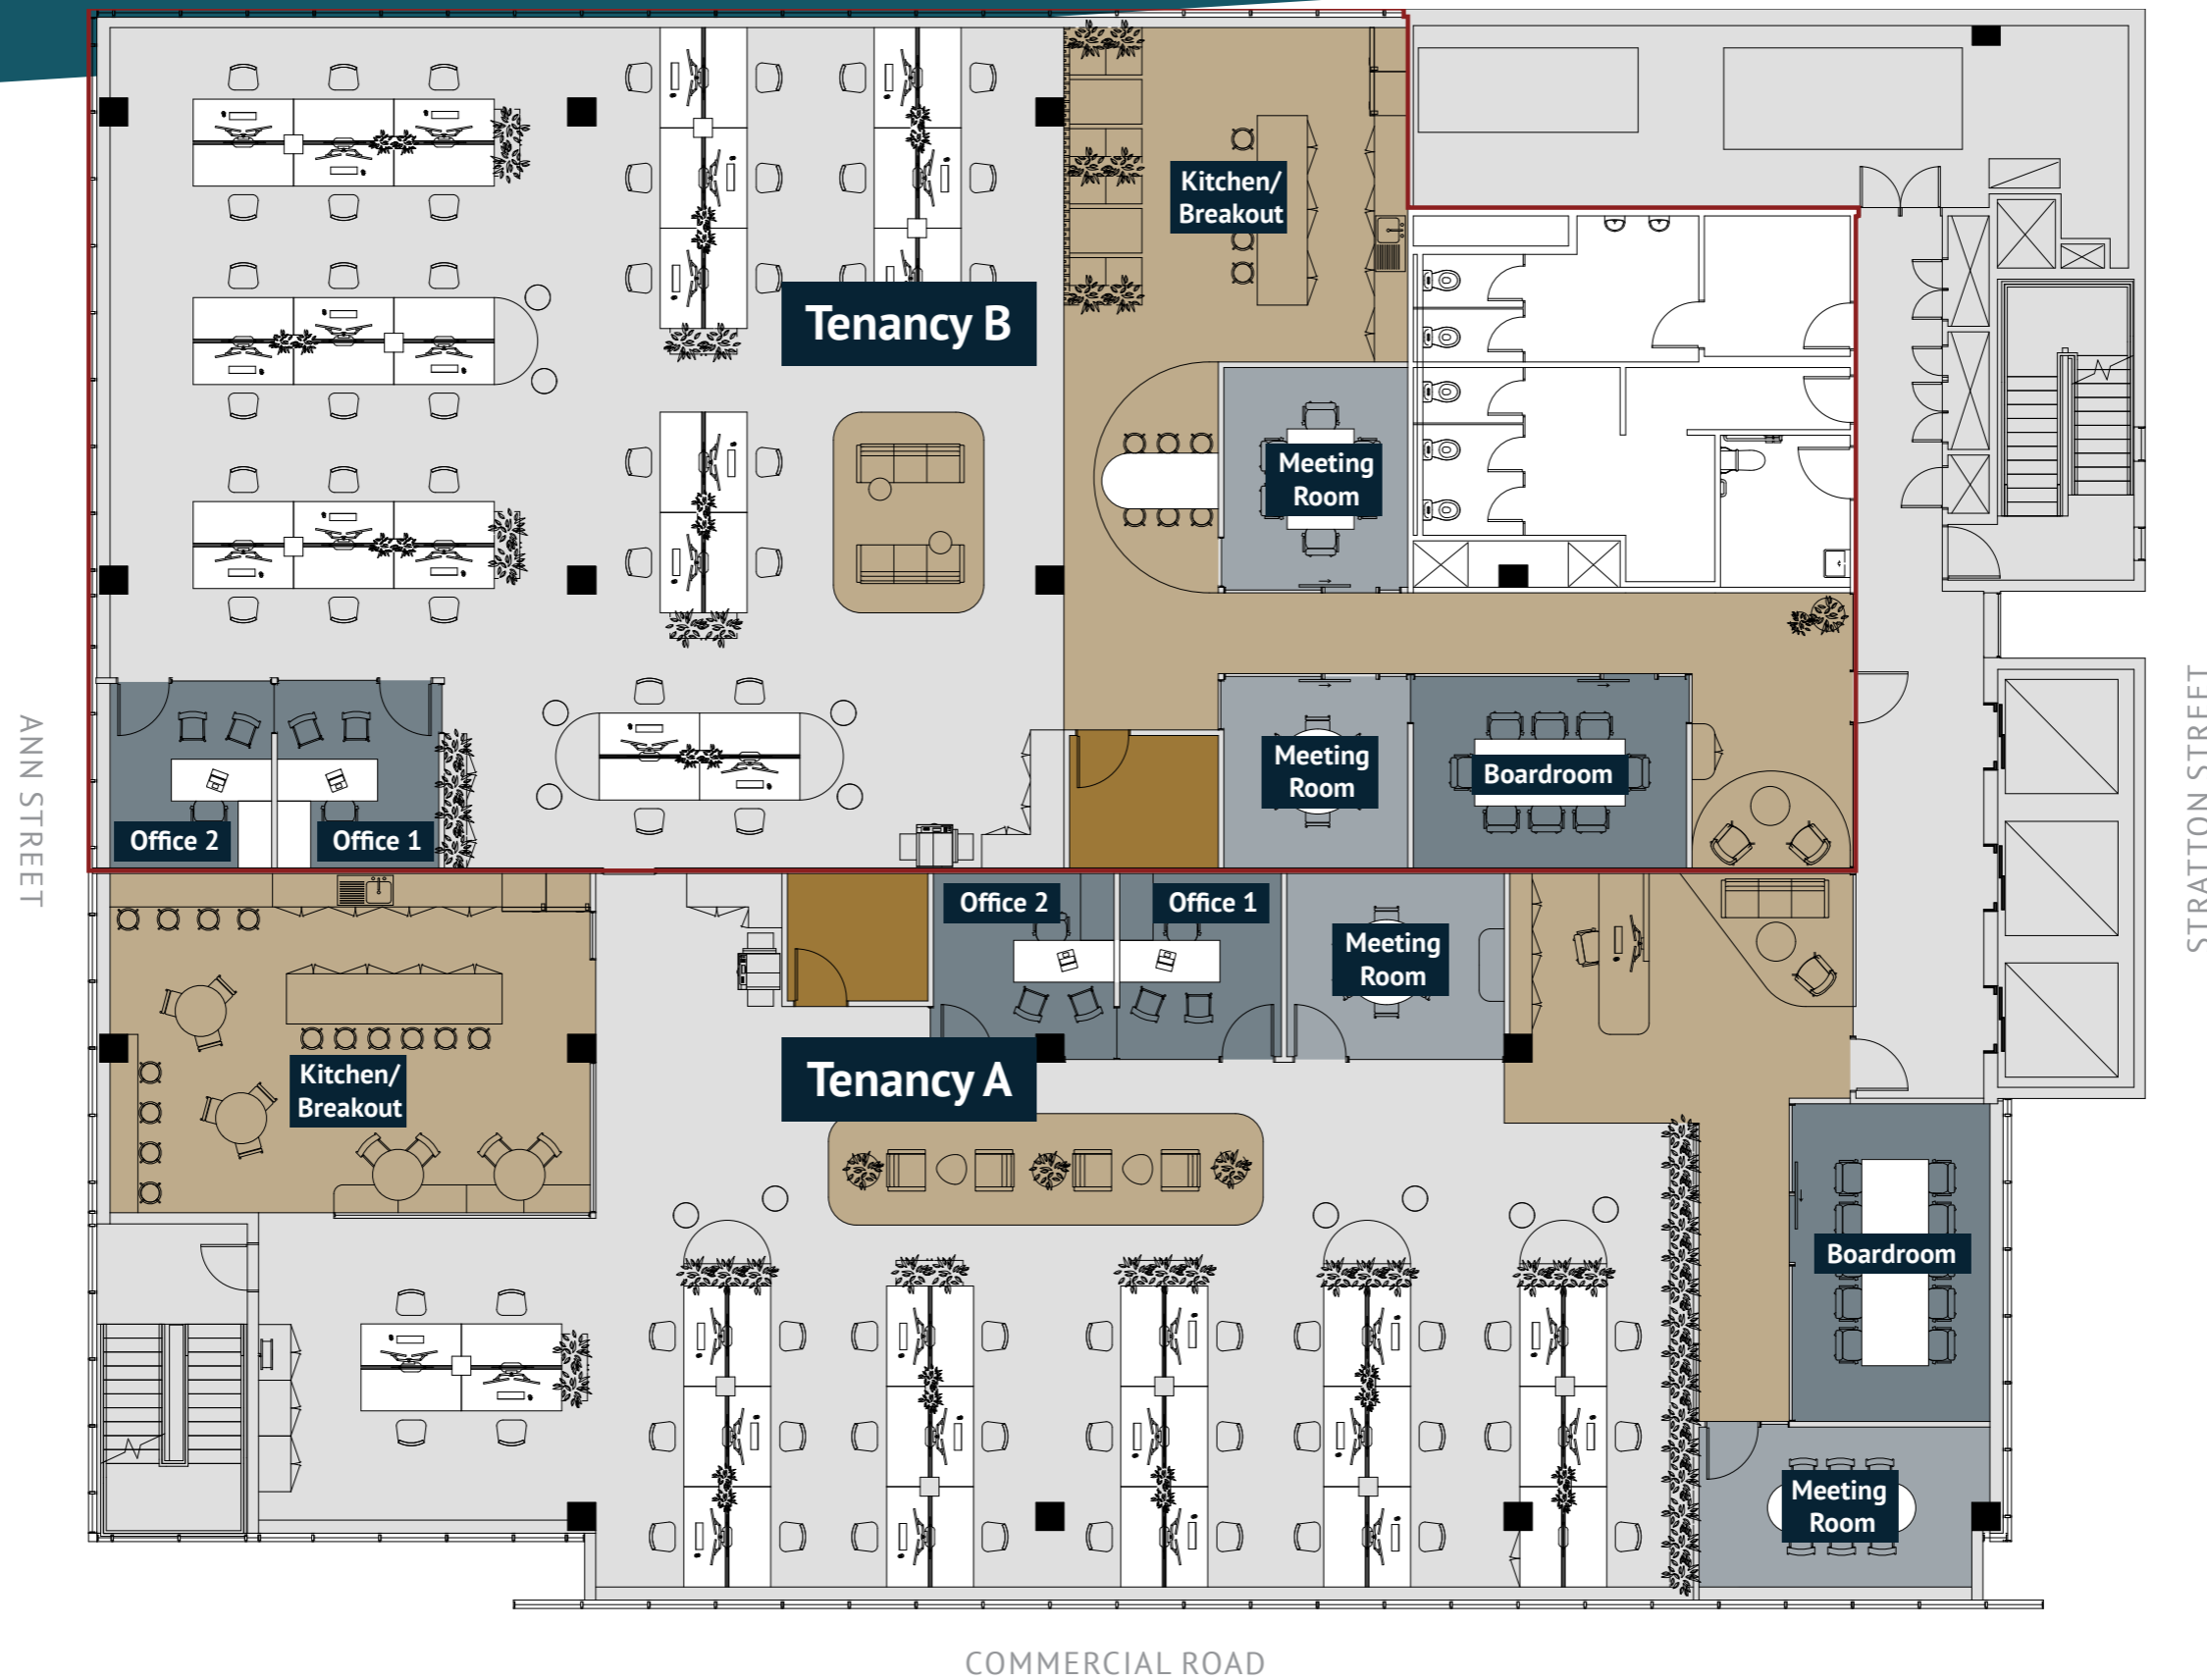 Kitchen/
Breakout
Tenancy B
Meeting
Room
Meeting
Room
Boardroom
Office 2
Office 1
ANN STREET
STRATTON STREET
Office 2
Office 1
Meeting
Room
Tenancy A
Kitchen/
Breakout
Boardroom
Meeting
Room
COMMERCIAL ROAD